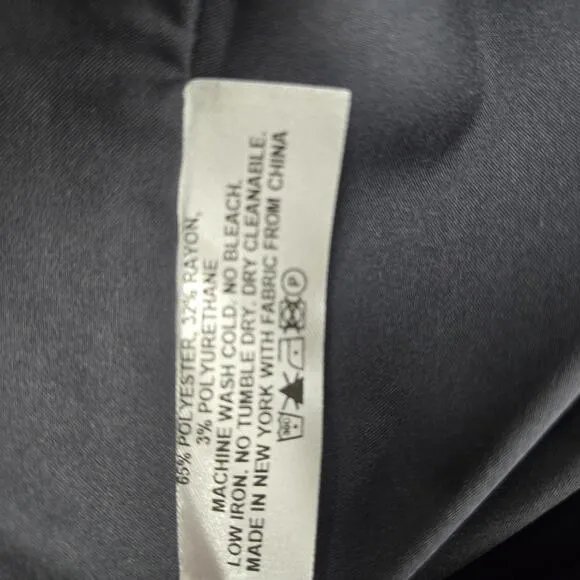 65% POLYESTER, 32% RAYON,
3% POLYURETHANE
MACHINE WASH COLD. NO BLEACH.
LOW IRON. NO TUMBLE DRY. DRY CLEANABLE.
MADE IN NEW YORK WITH FABRIC FROM CHINA
P